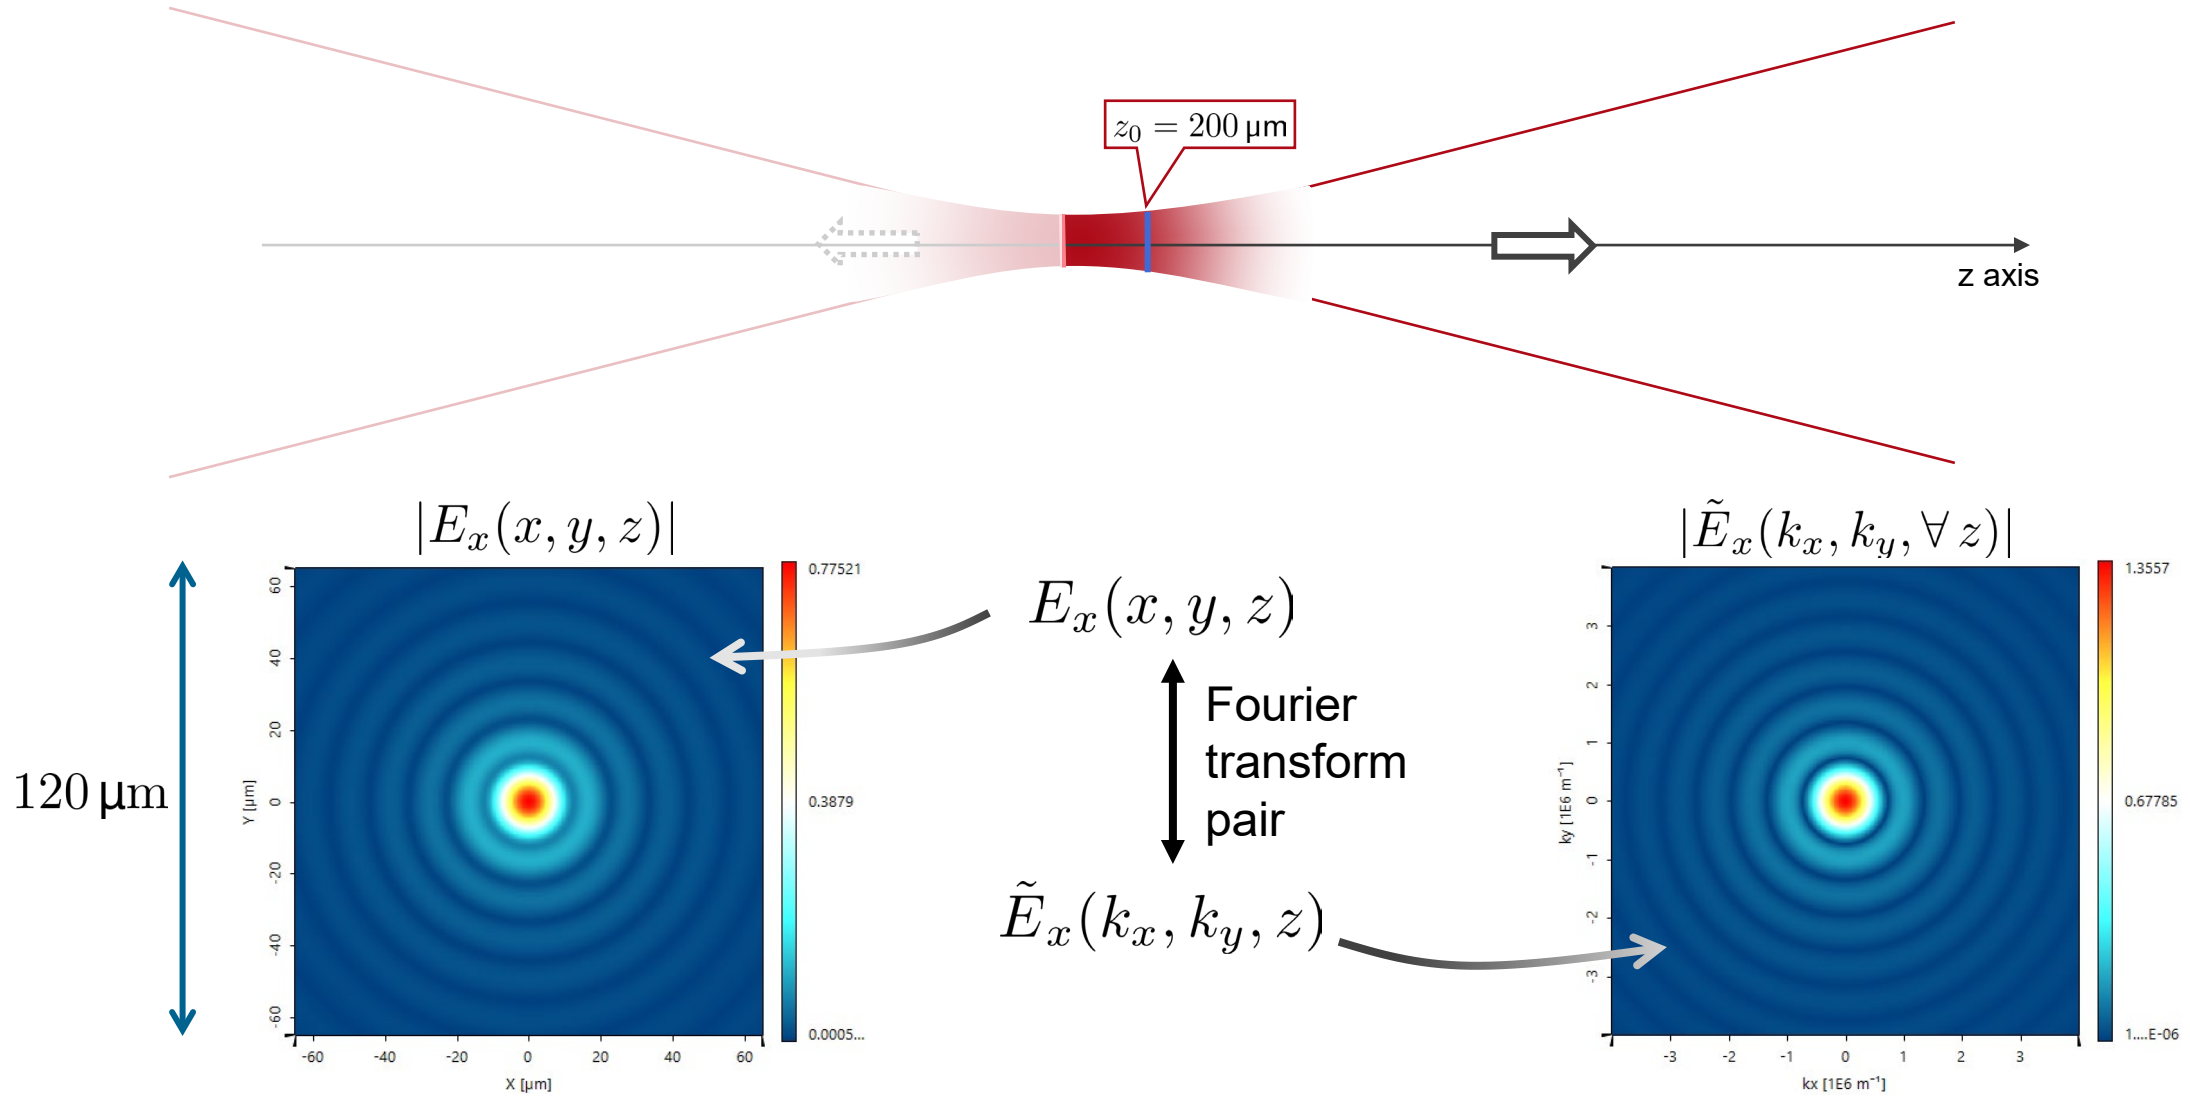 z₀ = 200 μm
z axis
|Eₓ(x, y, z)|
|Ẽₓ(kₓ, k_y, ∀ z)|
120 μm
60
40
20
0
-20
-40
-60
Y [μm]
-60 -40 -20 0 20 40 60
X [μm]
0.77521
0.3879
0.0005...
Eₓ(x, y, z)
Fourier
transform
pair
Ẽₓ(kₓ, k_y, z)
3
2
1
0
-1
-2
-3
ky [1E6 m⁻¹]
-3 -2 -1 0 1 2 3
kx [1E6 m⁻¹]
1.3557
0.67785
1....E-06